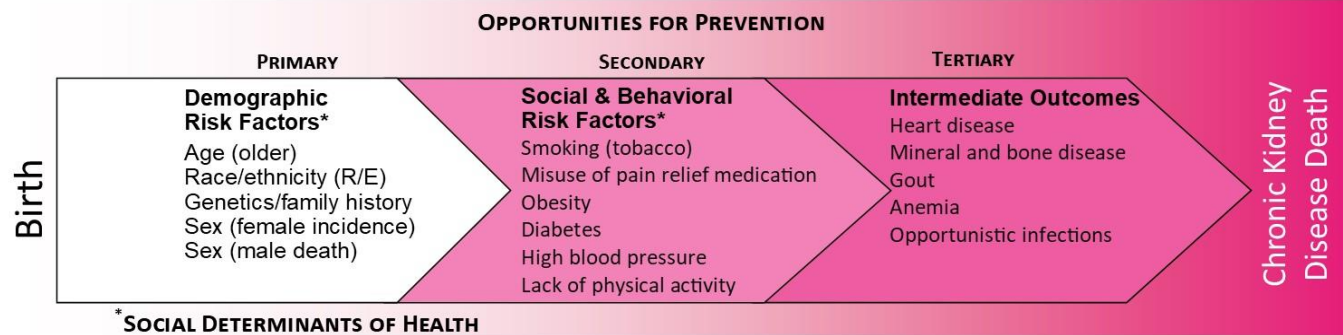 OPPORTUNITIES FOR PREVENTION
PRIMARY
SECONDARY
TERTIARY
Birth
Demographic
Risk Factors*
Age (older)
Race/ethnicity (R/E)
Genetics/family history
Sex (female incidence)
Sex (male death)
Social & Behavioral
Risk Factors*
Smoking (tobacco)
Misuse of pain relief medication
Obesity
Diabetes
High blood pressure
Lack of physical activity
Intermediate Outcomes
Heart disease
Mineral and bone disease
Gout
Anemia
Opportunistic infections
Chronic Kidney
Disease Death
*SOCIAL DETERMINANTS OF HEALTH